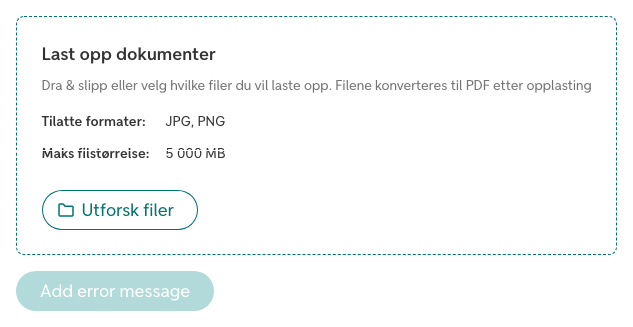 Last opp dokumenter
Dra & slipp eller velg hvilke filer du vil laste opp. Filene konverteres til PDF etter opplasting
Tilatte formater: JPG, PNG
Maks filstørreise: 5 000 MB
Utforsk filer
Add error message